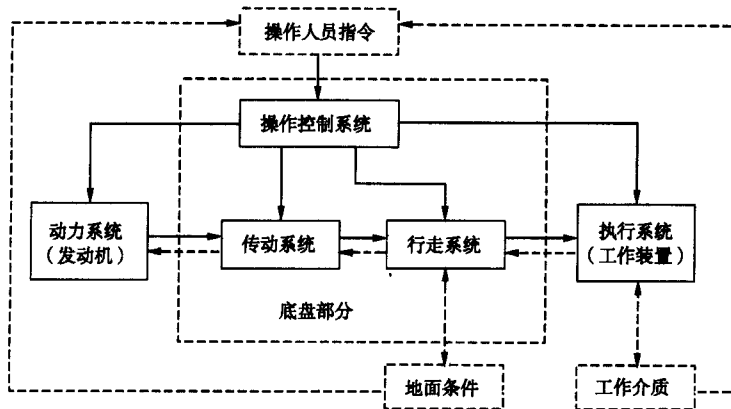 操作人员指令
操作控制系统
动力系统
（发动机）
传动系统
行走系统
执行系统
（工作装置）
底盘部分
地面条件
工作介质